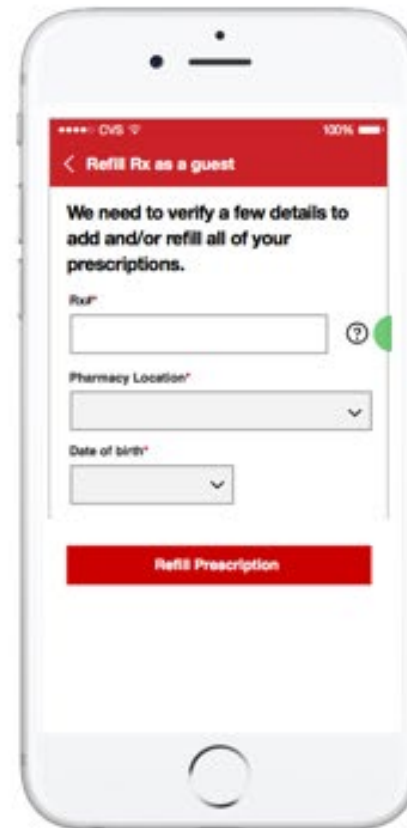 CVS 100%
Refill Rx as a guest
We need to verify a few details to
add and/or refill all of your
prescriptions.
Rx#*
?
Pharmacy Location*
Date of birth*
Refill Prescription